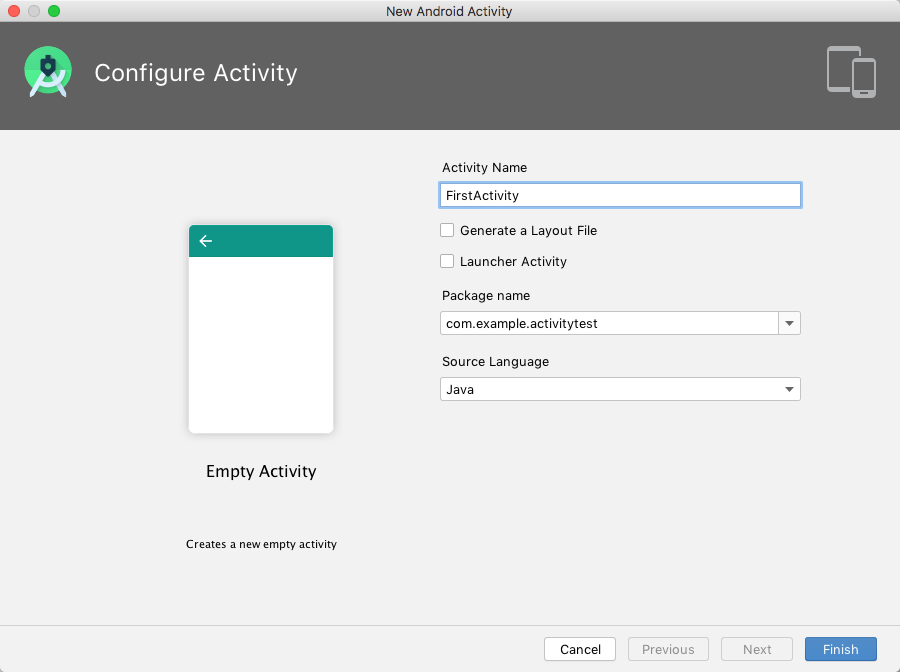 New Android Activity
Configure Activity
Activity Name
FirstActivity
Generate a Layout File
Launcher Activity
Package name
com.example.activitytest
Source Language
Java
Empty Activity
Creates a new empty activity
Cancel
Previous
Next
Finish